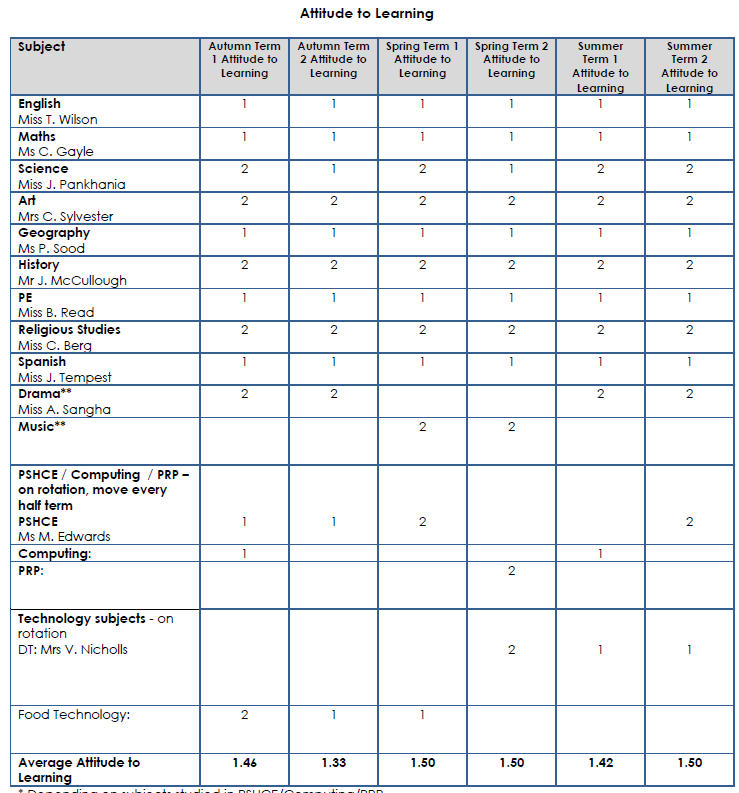 Attitude to Learning
Subject Autumn Term Autumn Term Spring Term 1 Spring Term 2 Summer Summer
1 Attitude to 2 Attitude to Attitude to Attitude to Term 1 Term 2
Learning Learning Learning Learning Attitude to Attitude to
Learning Learning
English 1 1 1 1 1 1
Miss T. Wilson
Maths 1 1 1 1 1 1
Ms C. Gayle
Science 2 1 2 1 2 2
Miss J. Pankhania
Art 2 2 2 2 2 2
Mrs C. Sylvester
Geography 1 1 1 1 1 1
Ms P. Sood
History 2 2 2 2 2 2
Mr J. McCullough
PE 1 1 1 1 1 1
Miss B. Read
Religious Studies 2 2 2 2 2 2
Miss C. Berg
Spanish 1 1 1 1 1 1
Miss J. Tempest
Drama** 2 2 2 2
Miss A. Sangha
Music** 2 2
PSHCE / Computing / PRP –
on rotation, move every
half term
PSHCE 1 1 2 2
Ms M. Edwards
Computing: 1 1
PRP: 2
Technology subjects - on
rotation
DT: Mrs V. Nicholls 2 1 1
Food Technology: 2 1 1
Average Attitude to 1.46 1.33 1.50 1.50 1.42 1.50
Learning
* Depending on subjects studied in PSHCE/Computing/PRP